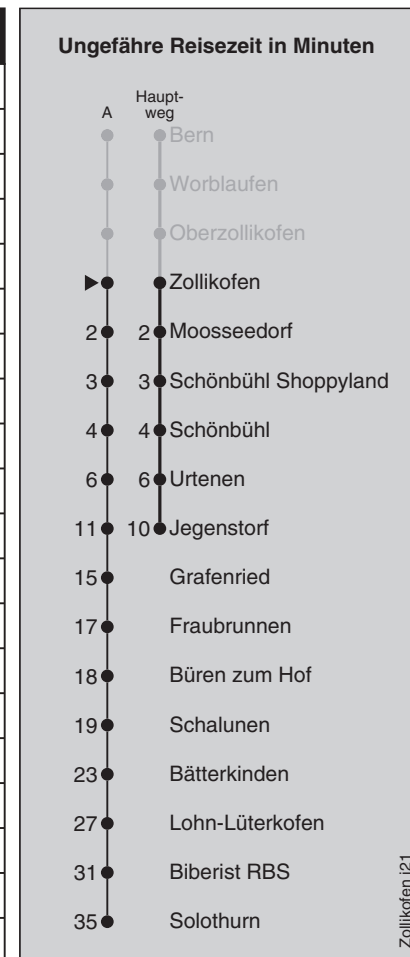 Ungefähre Reisezeit in Minuten
A Haupt-
weg
Bern
Worblaufen
Oberzollikofen
Zollikofen
2 2 Moosseedorf
3 3 Schönbühl Shoppyland
4 4 Schönbühl
6 6 Urtenen
11 10 Jegenstorf
15 Grafenried
17 Fraubrunnen
18 Büren zum Hof
19 Schalunen
23 Bätterkinden
27 Lohn-Lüterkofen
31 Biberist RBS
35 Solothurn
Zollikofen j21